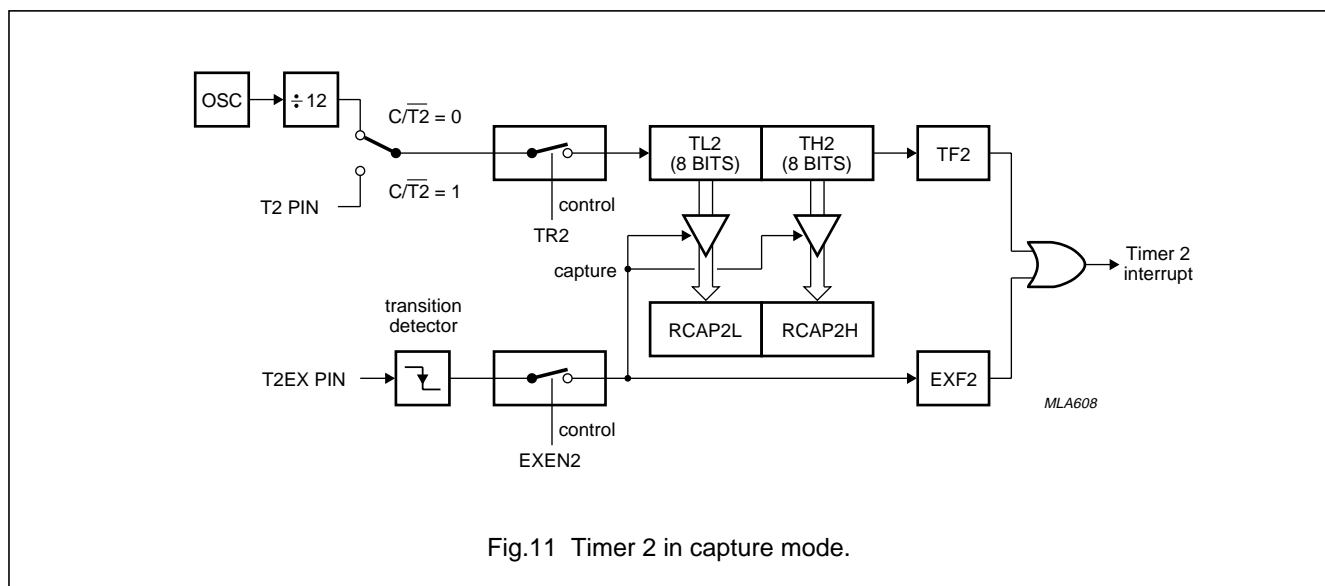 OSC
÷ 12
C/T2 = 0
T2 PIN
C/T2 = 1
control
TR2
TL2
(8 BITS)
TH2
(8 BITS)
TF2
capture
Timer 2
interrupt
transition
detector
RCAP2L
RCAP2H
T2EX PIN
control
EXEN2
EXF2
MLA608
Fig.11 Timer 2 in capture mode.